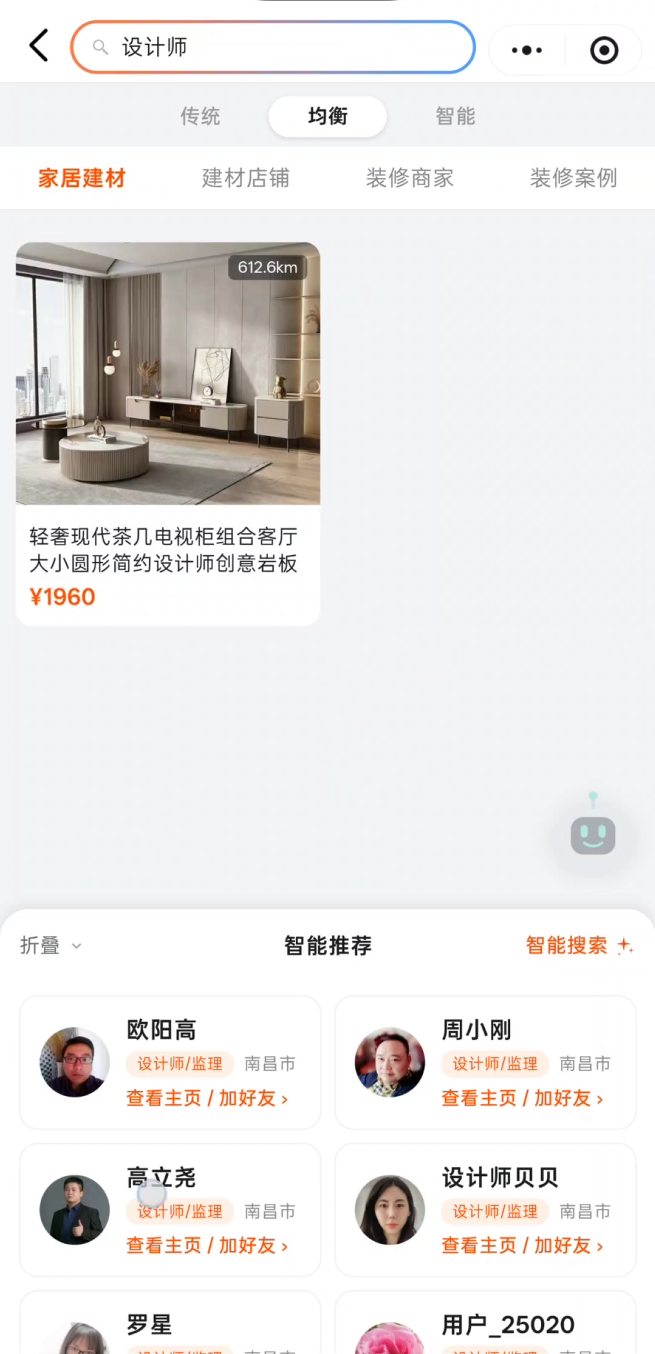 设计师
传统 均衡 智能
家居建材 建材店铺 装修商家 装修案例
612.6km
轻奢现代茶几电视柜组合客厅
大小圆形简约设计师创意岩板
¥1960
折叠 智能推荐 智能搜索
欧阳高
设计师/监理 南昌市
查看主页 / 加好友 ›
周小刚
设计师/监理 南昌市
查看主页 / 加好友 ›
高立尧
设计师/监理 南昌市
查看主页 / 加好友 ›
设计师贝贝
设计师/监理 南昌市
查看主页 / 加好友 ›
罗星
用户_25020